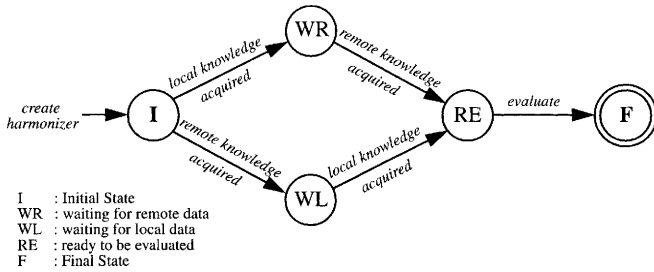 WR
local knowledge
acquired
remote knowledge
acquired
create
harmonizer
I
RE
evaluate
F
remote knowledge
acquired
local knowledge
acquired
WL
I : Initial State
WR : waiting for remote data
WL : waiting for local data
RE : ready to be evaluated
F : Final State